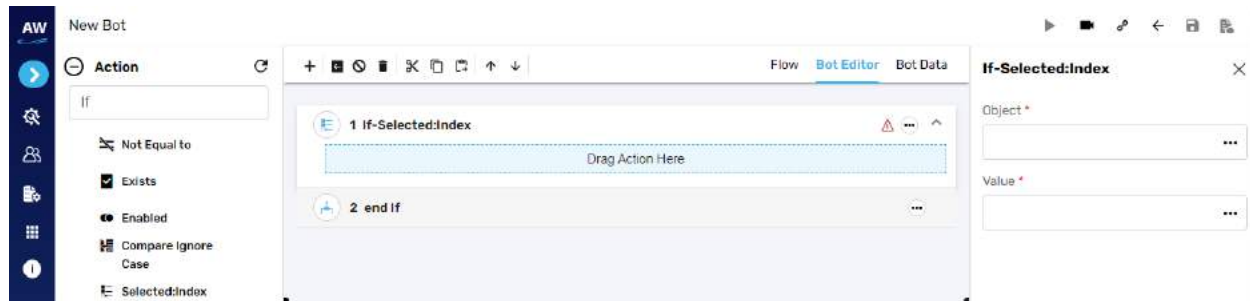 AW
New Bot
Action
If
Not Equal to
Exists
Enabled
Compare Ignore
Case
Selected:Index
Flow Bot Editor Bot Data
1 If-Selected:Index
Drag Action Here
2 end If
If-Selected:Index
Object *
Value *